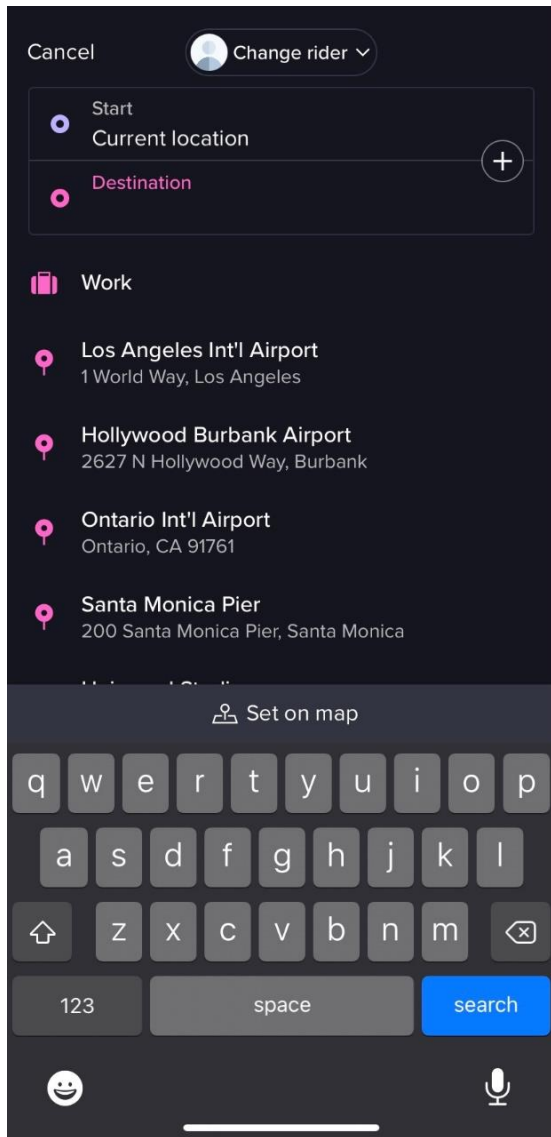 Cancel
Change rider
Start
Current location
Destination
Work
Los Angeles Int'l Airport
1 World Way, Los Angeles
Hollywood Burbank Airport
2627 N Hollywood Way, Burbank
Ontario Int'l Airport
Ontario, CA 91761
Santa Monica Pier
200 Santa Monica Pier, Santa Monica
Set on map
q w e r t y u i o p
a s d f g h j k l
z x c v b n m
123 space search